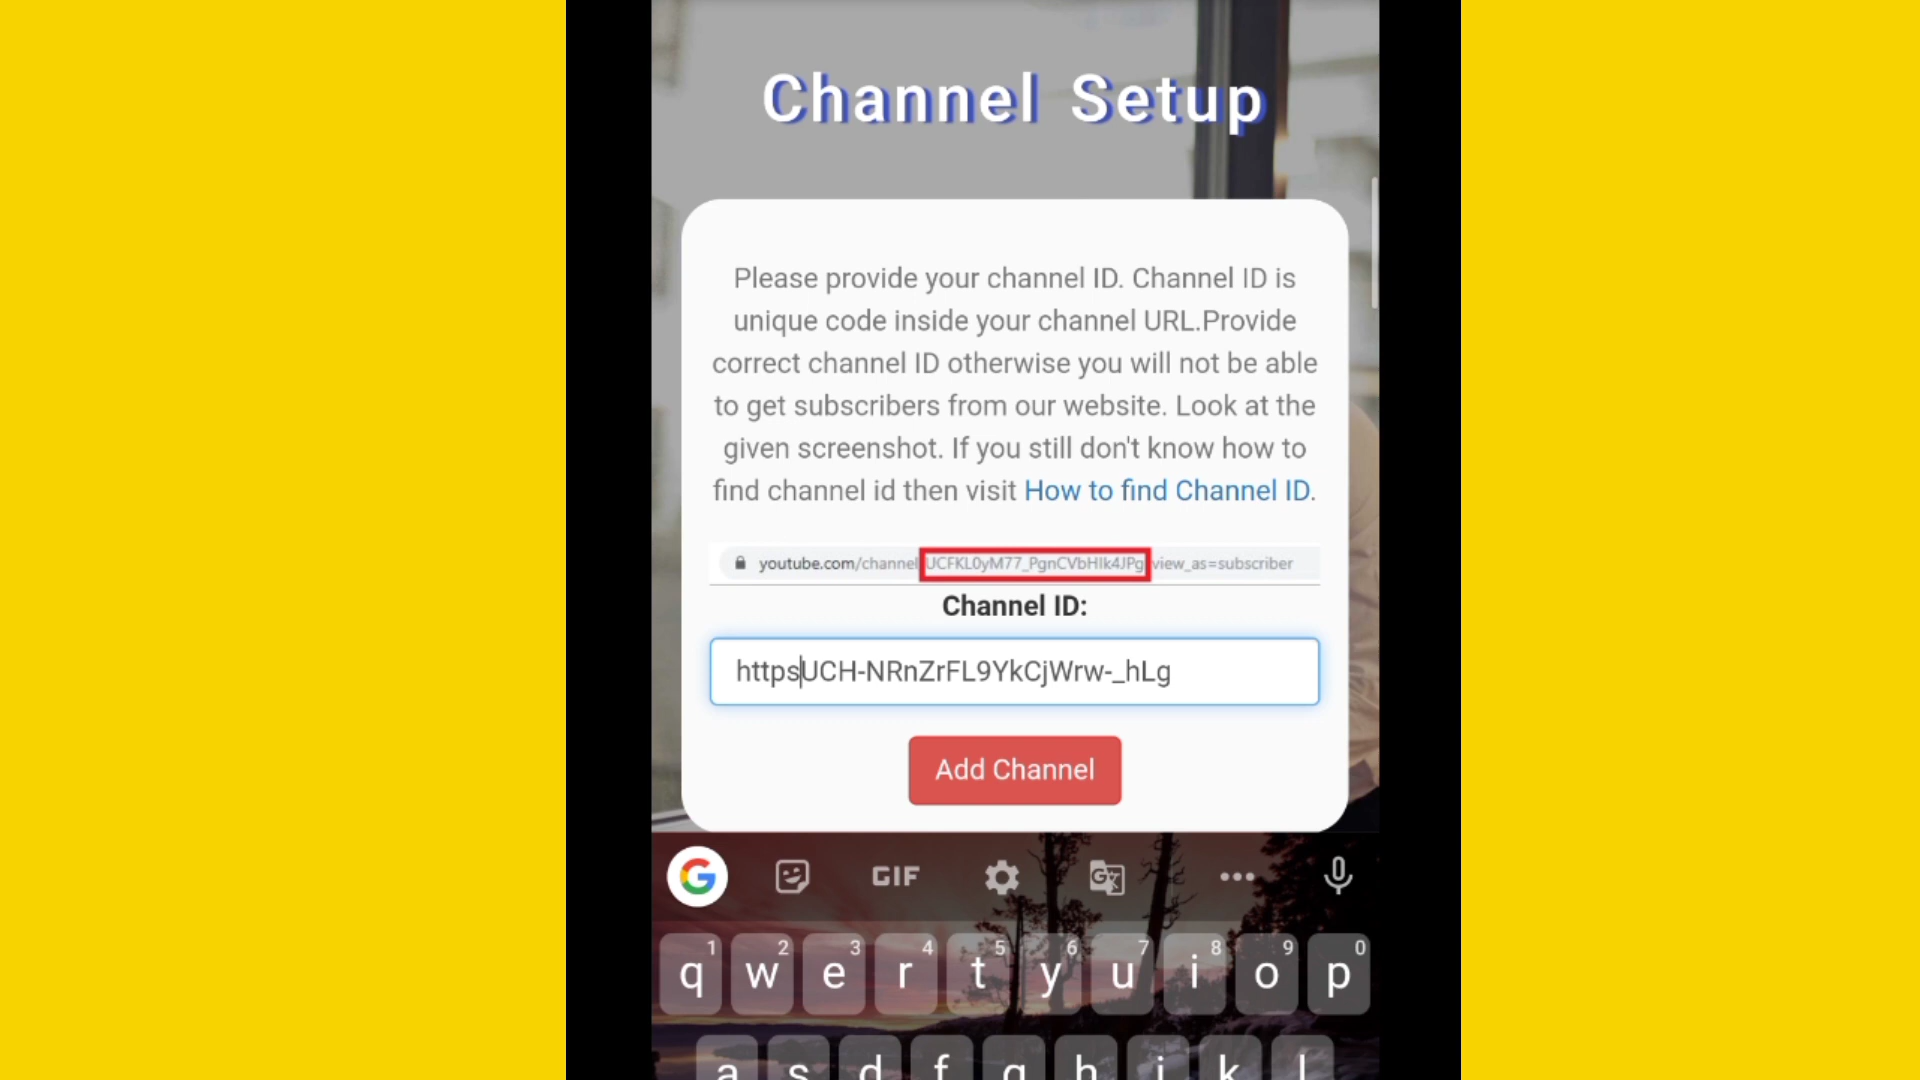 Channel Setup
Please provide your channel ID. Channel ID is
unique code inside your channel URL.Provide
correct channel ID otherwise you will not be able
to get subscribers from our website. Look at the
given screenshot. If you still don't know how to
find channel id then visit How to find Channel ID.
youtube.com/channel UCFKL0yM77_PgnCVbHIk4JPg view_as=subscriber
Channel ID:
httpsUCH-NRnZrFL9YkCjWrw-_hLg
Add Channel
G GIF G
1 2 3 4 5 6 7 8 9 0
q w e r t y u i o p
a s d f g h j k l